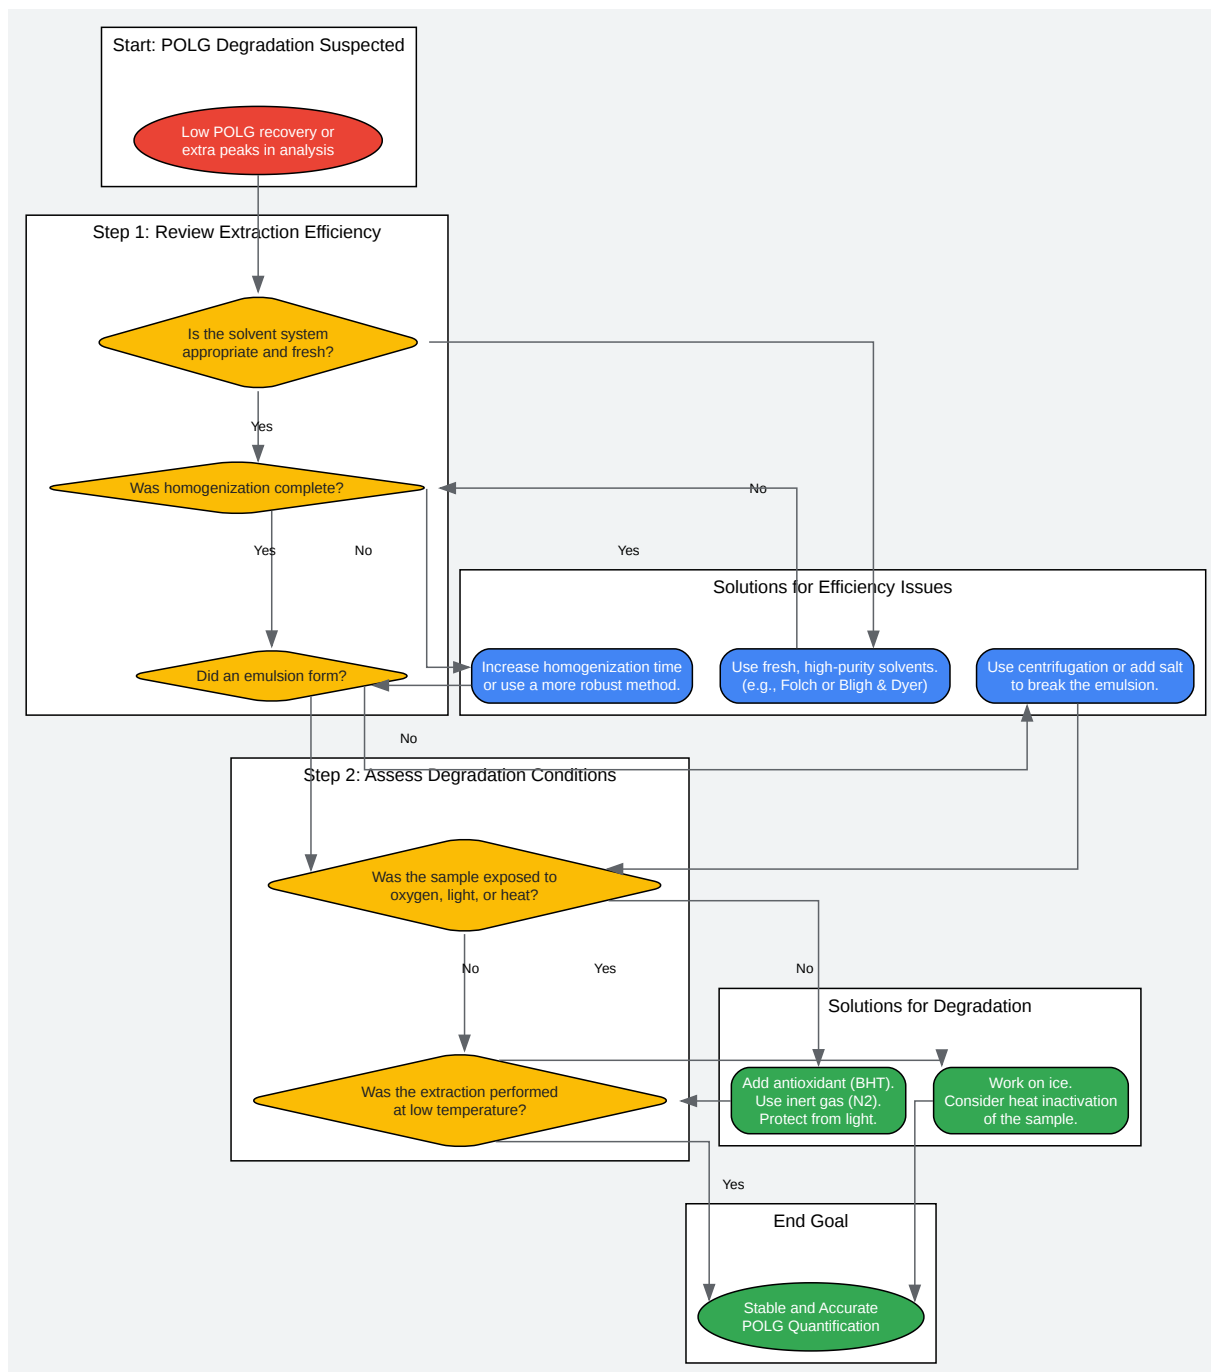 Start: POLG Degradation Suspected
Low POLG recovery or
extra peaks in analysis
Step 1: Review Extraction Efficiency
Is the solvent system
appropriate and fresh?
Yes
Was homogenization complete?
No
Yes
No
Yes
Solutions for Efficiency Issues
Did an emulsion form?
Increase homogenization time
or use a more robust method.
Use fresh, high-purity solvents.
(e.g., Folch or Bligh & Dyer)
Use centrifugation or add salt
to break the emulsion.
No
Step 2: Assess Degradation Conditions
Was the sample exposed to
oxygen, light, or heat?
No
Yes
No
Solutions for Degradation
Was the extraction performed
at low temperature?
Add antioxidant (BHT).
Use inert gas (N2).
Protect from light.
Work on ice.
Consider heat inactivation
of the sample.
Yes
End Goal
Stable and Accurate
POLG Quantification